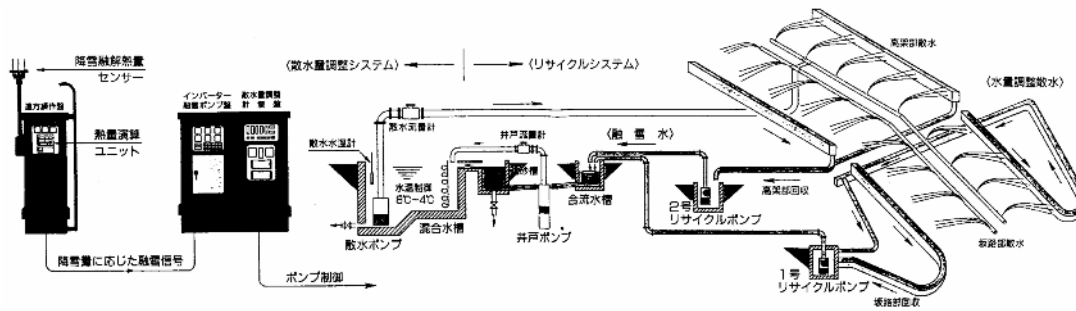 降雪融解熱量
センサー
遠方操作盤
熱量演算
ユニット
降雪量に応じた融雪信号
インバーター
融雪ポンプ盤
散水量調整
計測盤
ポンプ制御
〈散水量調整システム〉
〈リサイクルシステム〉
散水流量計
散水水温計
水温制御
6℃~4℃
散水ポンプ
混合水槽
井戸流量計
井戸ポンプ
〈融雪水〉
合流水槽
2号
リサイクルポンプ
1号
リサイクルポンプ
高架部散水
〈水量調整散水〉
高架部回収
坂路部散水
坂路部回収